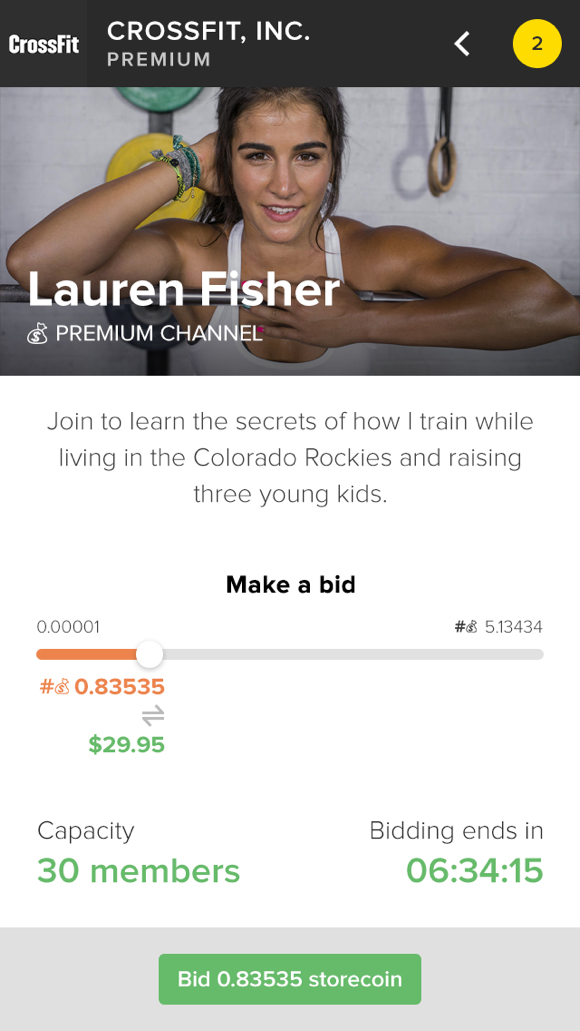 CrossFit
CROSSFIT, INC.
PREMIUM
2
Lauren Fisher
PREMIUM CHANNEL
Join to learn the secrets of how I train while
living in the Colorado Rockies and raising
three young kids.
Make a bid
0.00001
#💰 5.13434
#💰 0.83535
$29.95
Capacity
Bidding ends in
30 members
06:34:15
Bid 0.83535 storecoin